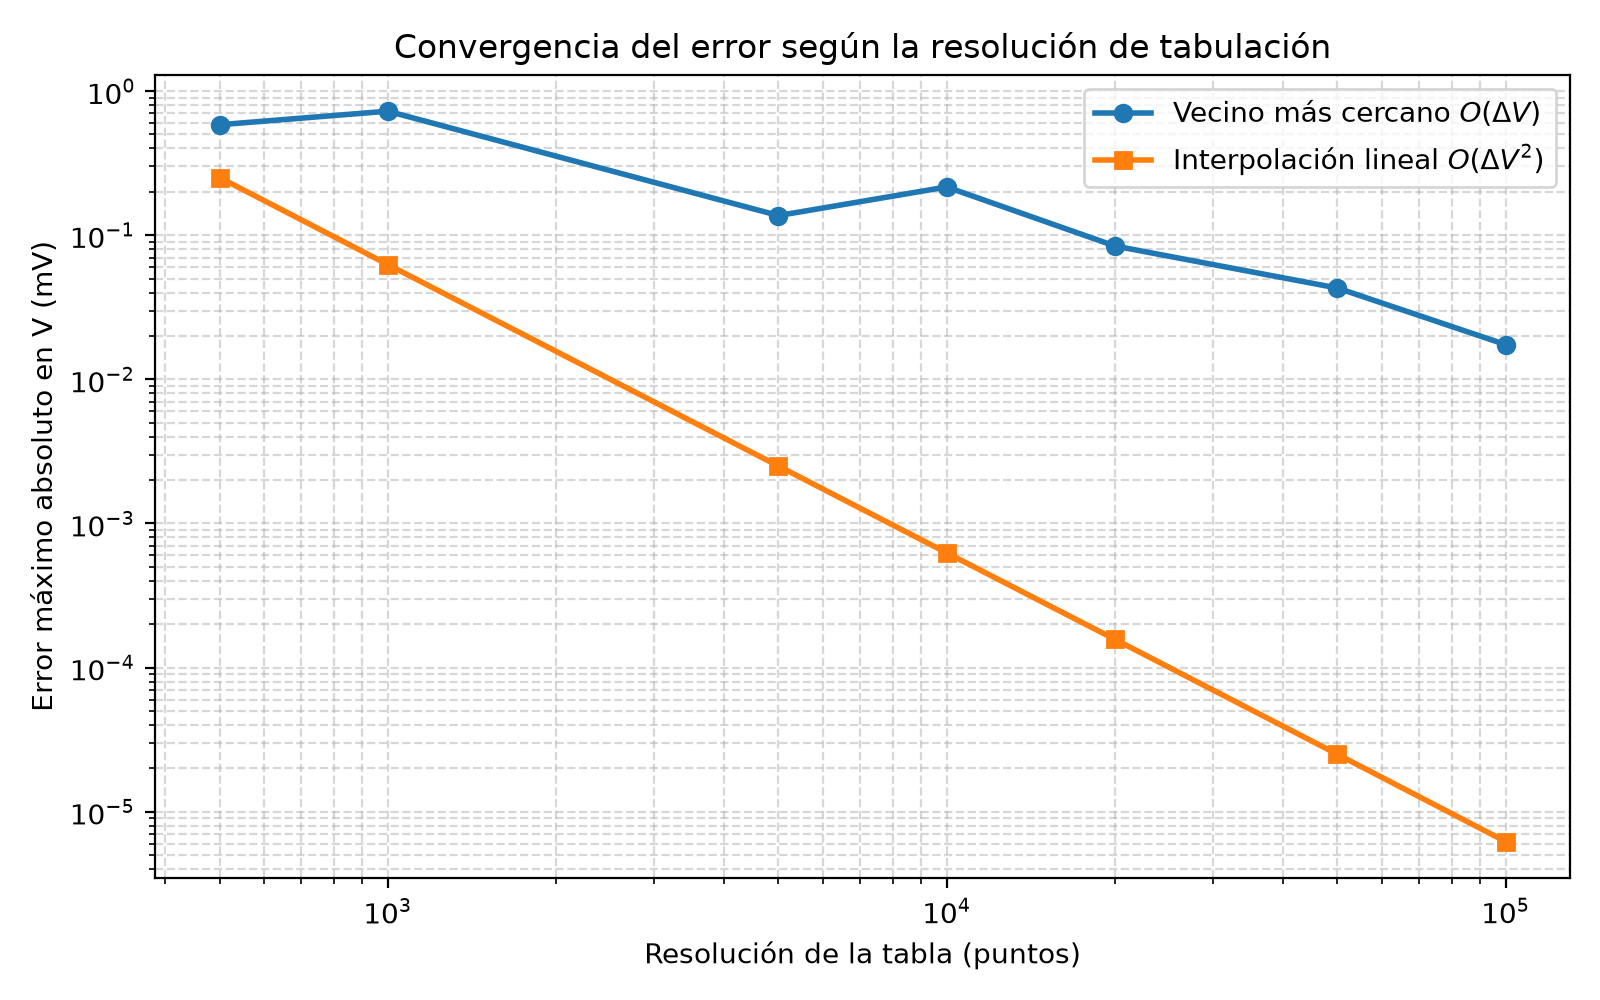 Convergencia del error según la resolución de tabulación
Vecino más cercano O(ΔV)
Interpolación lineal O(ΔV²)
Error máximo absoluto en V (mV)
10⁰
10⁻¹
10⁻²
10⁻³
10⁻⁴
10⁻⁵
10³
10⁴
10⁵
Resolución de la tabla (puntos)